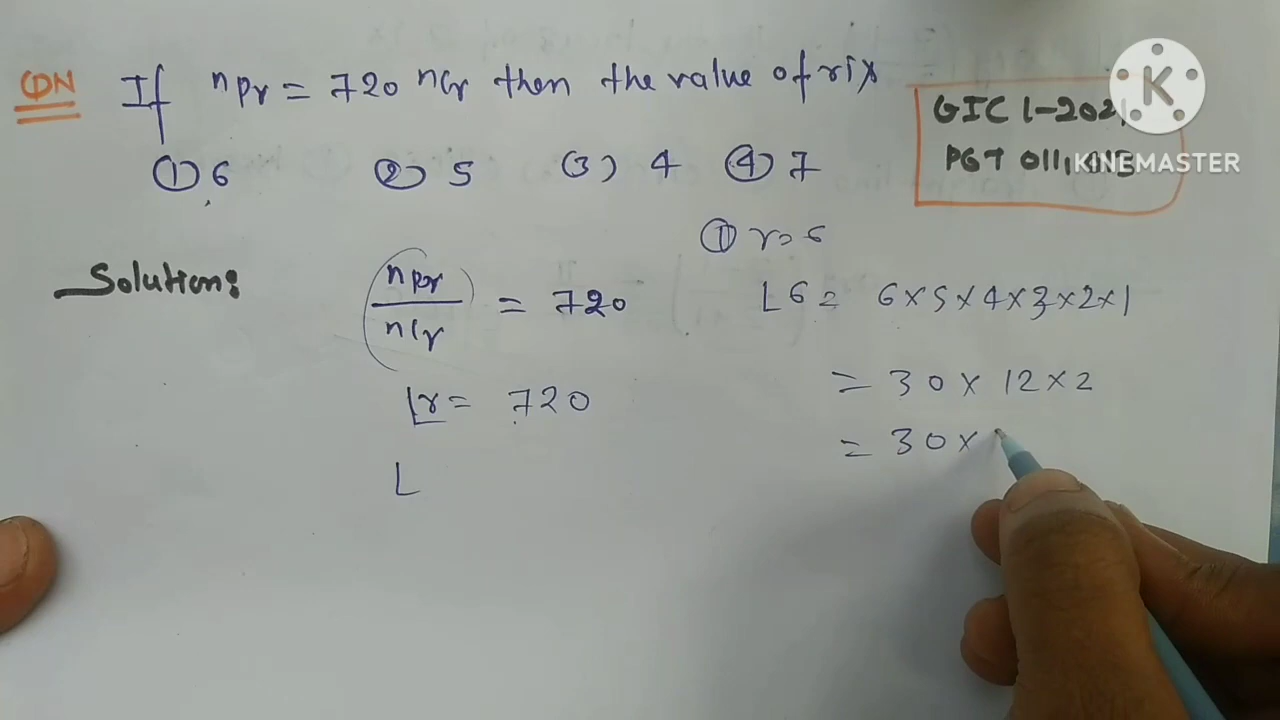 QN If nPr = 720 nCr then the value of r is
① 6 ② 5 (3) 4 ④ 7
GIC 1-2021
PGT
KINEMASTER
K
① r=6
Solution:
nPr
nCr
= 720
L6 = 6×5×4×3×2×1
= 30 × 12 × 2
Lr = 720
= 30 ×
L